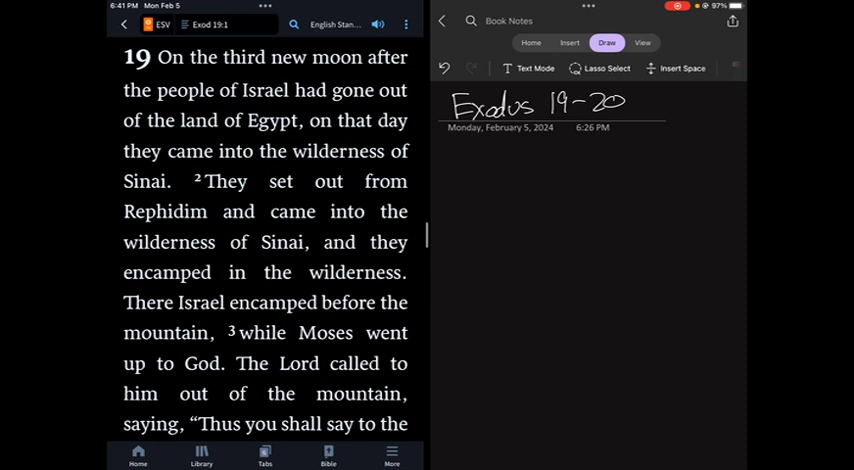 6:41 PM Mon Feb 5
ESV
Exod 19:1
English Stan...
19 On the third new moon after
the people of Israel had gone out
of the land of Egypt, on that day
they came into the wilderness of
Sinai. 2 They set out from
Rephidim and came into the
wilderness of Sinai, and they
encamped in the wilderness.
There Israel encamped before the
mountain, 3 while Moses went
up to God. The Lord called to
him out of the mountain,
saying, “Thus you shall say to the
Home
Library
Tabs
Bible
More
97%
Book Notes
Home
Insert
Draw
View
Text Mode
Lasso Select
Insert Space
Exodus 19-20
Monday, February 5, 2024 6:26 PM